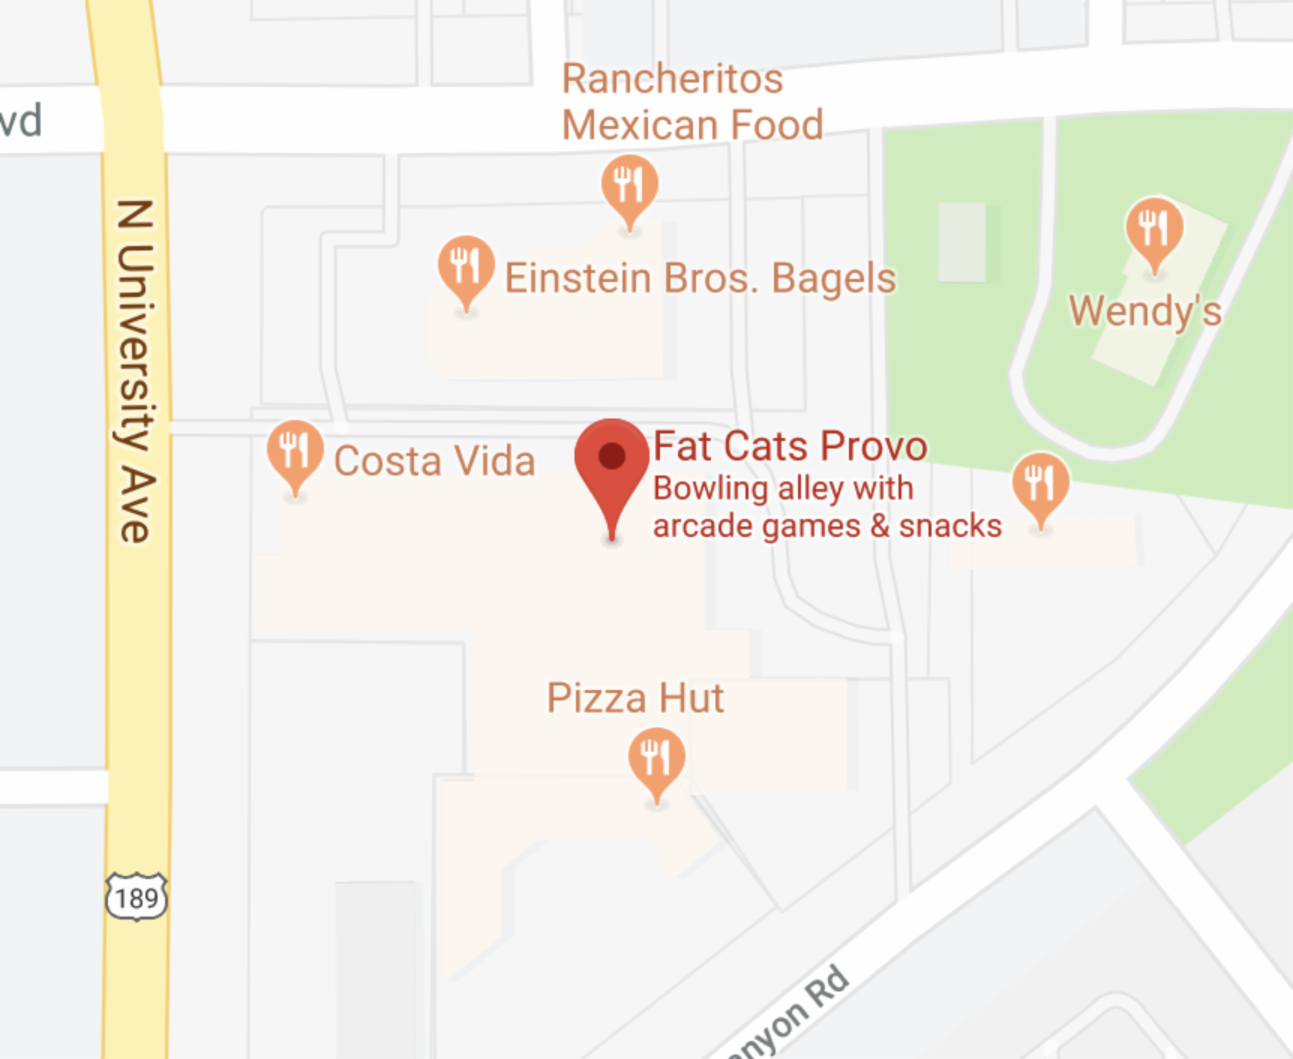 Rancheritos
Mexican Food
vd
N University Ave
Einstein Bros. Bagels
Wendy's
Costa Vida
Fat Cats Provo
Bowling alley with
arcade games & snacks
Pizza Hut
189
anyon Rd